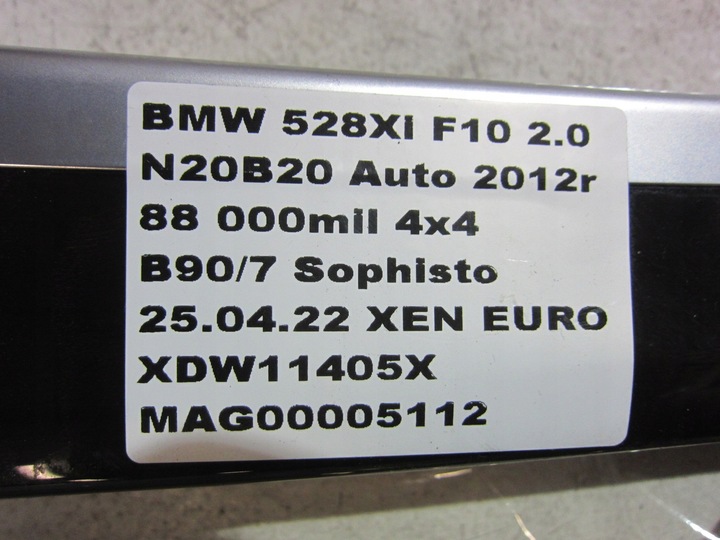 BMW 528Xi F10 2.0
N20B20 Auto 2012r
88 000mil 4x4
B90/7 Sophisto
25.04.22 XEN EURO
XDW11405X
MAG00005112